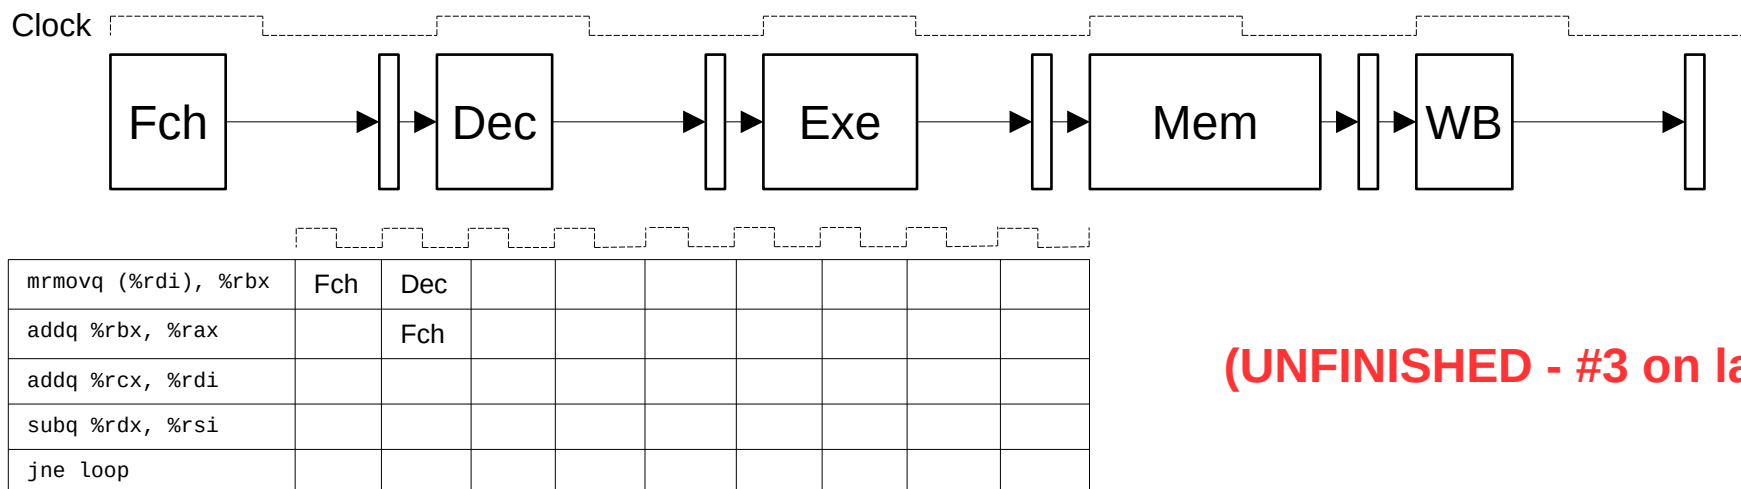 Clock
Fch Dec Exe Mem WB
mrmovq (%rdi), %rbx Fch Dec
addq %rbx, %rax Fch
addq %rcx, %rdi
subq %rdx, %rsi
jne loop
(UNFINISHED - #3 on